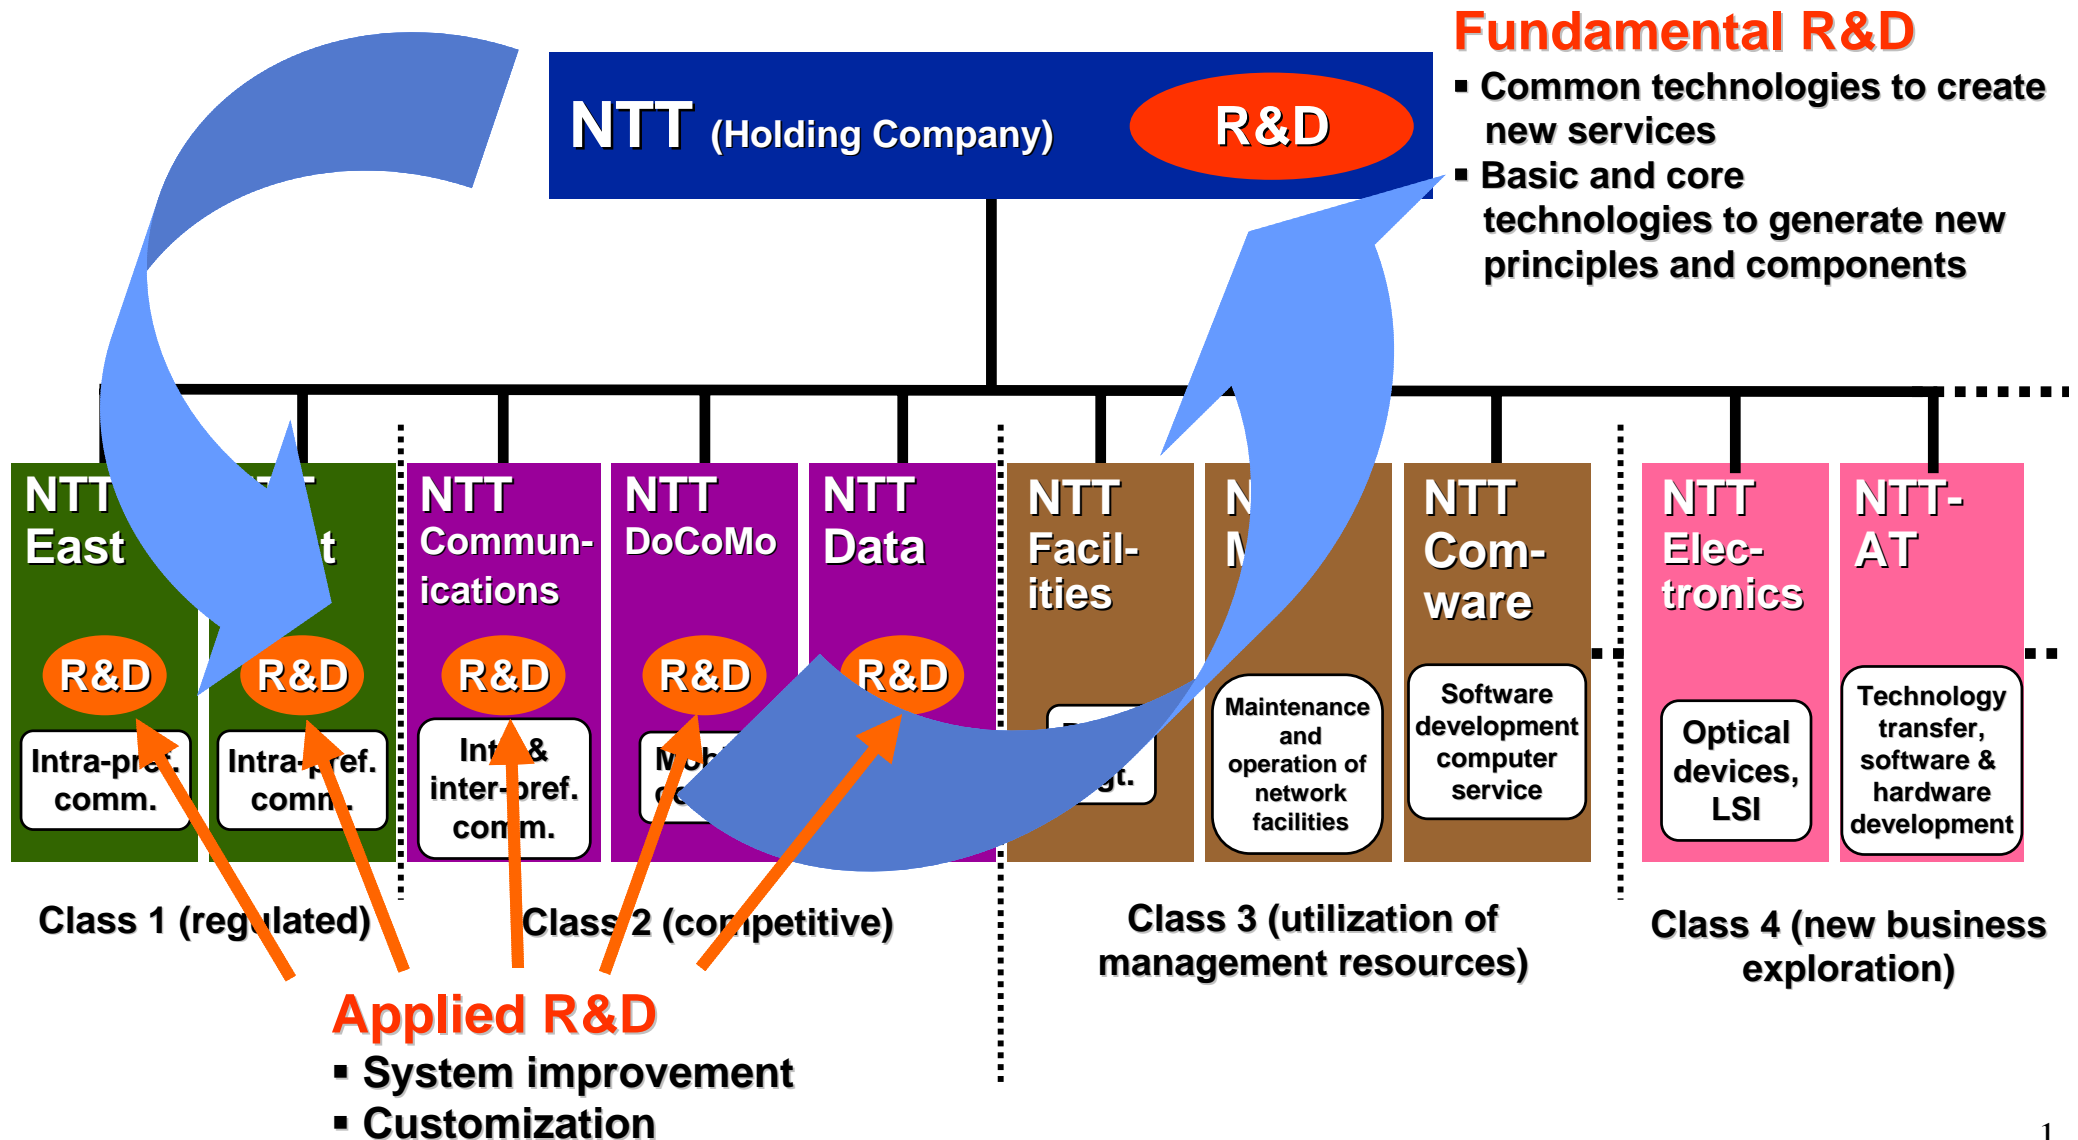 Fundamental R&D
▪ Common technologies to create
new services
▪ Basic and core
technologies to generate new
principles and components
NTT (Holding Company)
R&D
NTT
East
R&D
Intra-pref.
comm.
R&D
Intra-pref.
comm.
NTT
Commun-
ications
R&D
Intra &
inter-pref.
comm.
NTT
DoCoMo
R&D
NTT
Data
R&D
NTT
Facil-
ities
Maintenance
and
operation of
network
facilities
NTT
Com-
ware
Software
development
computer
service
NTT
Elec-
tronics
Optical
devices,
LSI
NTT-
AT
Technology
transfer,
software &
hardware
development
Class 1 (regulated)
Class 2 (competitive)
Class 3 (utilization of
management resources)
Class 4 (new business
exploration)
Applied R&D
▪ System improvement
▪ Customization
1